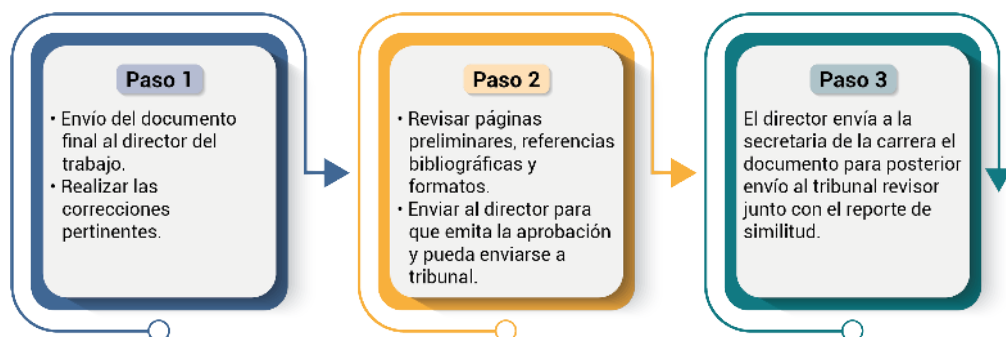 Paso 1
• Envío del documento
final al director del
trabajo.
• Realizar las
correcciones
pertinentes.
Paso 2
• Revisar páginas
preliminares, referencias
bibliográficas y
formatos.
• Enviar al director para
que emita la aprobación
y pueda enviarse a
tribunal.
Paso 3
El director envía a la
secretaria de la carrera el
documento para posterior
envío al tribunal revisor
junto con el reporte de
similitud.